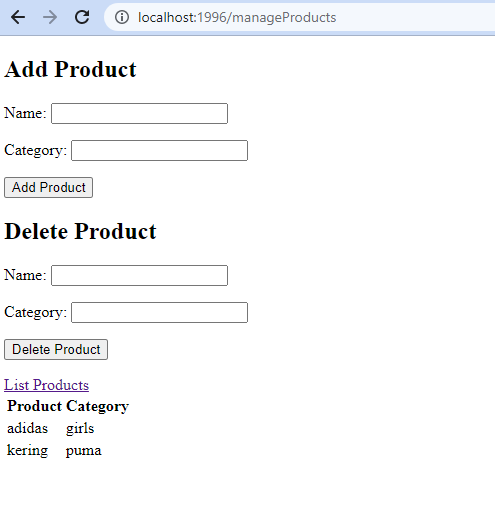 localhost:1996/manageProducts
Add Product
Name:
Category:
Add Product
Delete Product
Name:
Category:
Delete Product
List Products
Product Category
adidas girls
kering puma